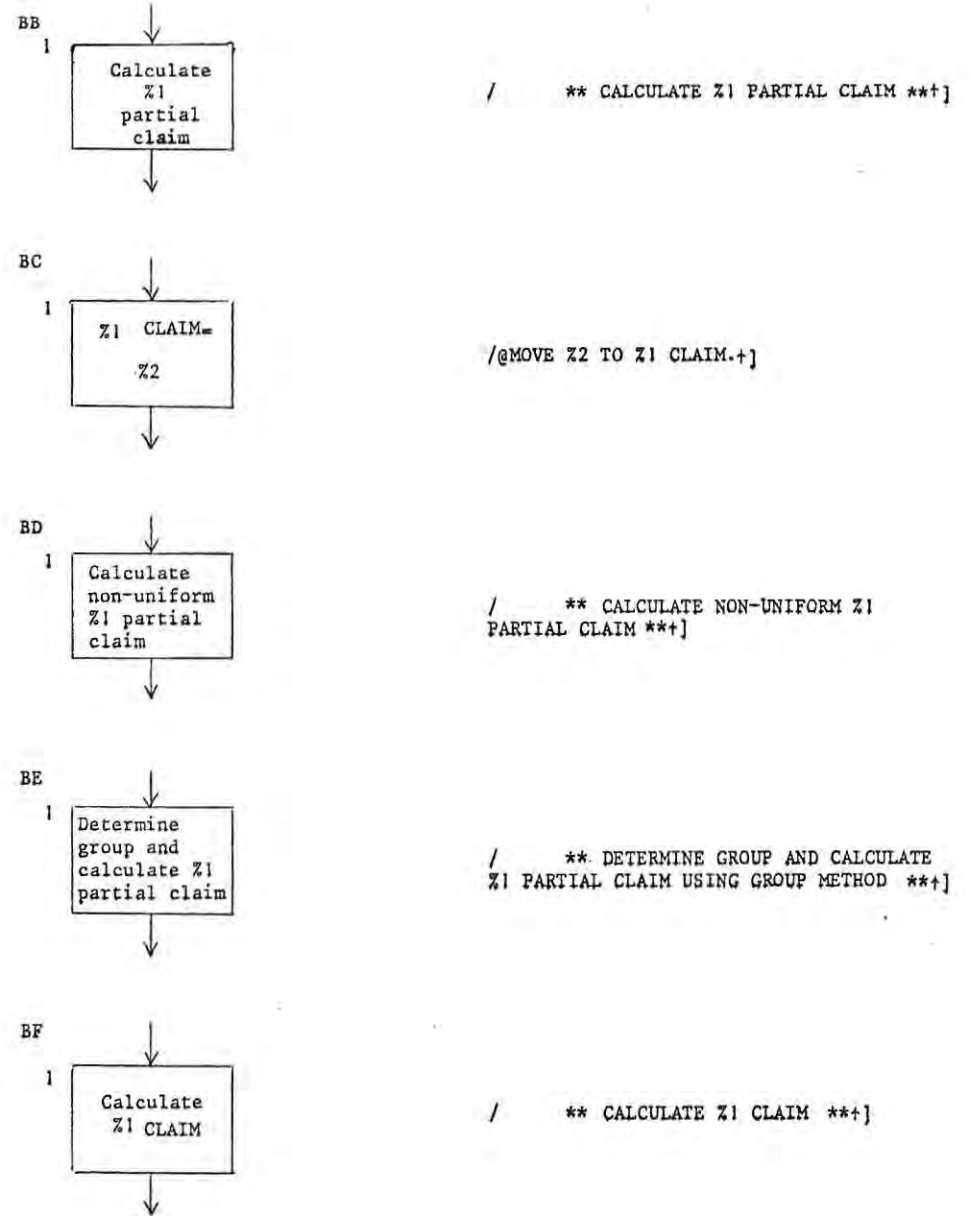 BB
1
Calculate
%1
partial
claim
/ ** CALCULATE %1 PARTIAL CLAIM **†]
BC
1
%1 CLAIM=
%2
/@MOVE %2 TO %1 CLAIM.†]
BD
1
Calculate
non-uniform
%1 partial
claim
/ ** CALCULATE NON-UNIFORM %1
PARTIAL CLAIM **†]
BE
1
Determine
group and
calculate %1
partial claim
/ ** DETERMINE GROUP AND CALCULATE
%1 PARTIAL CLAIM USING GROUP METHOD **†]
BF
1
Calculate
%1 CLAIM
/ ** CALCULATE %1 CLAIM **†]